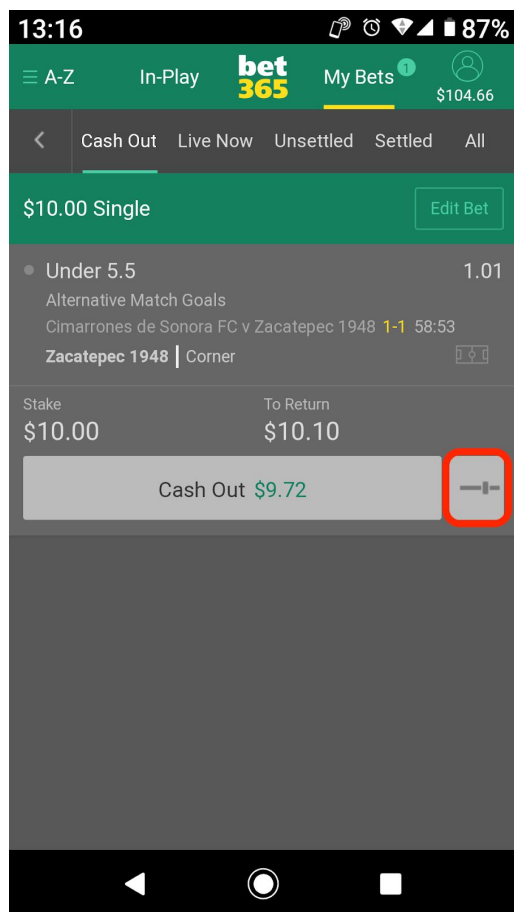 13:16 87%
A-Z In-Play bet365 My Bets 1 $104.66
Cash Out Live Now Unsettled Settled All
$10.00 Single Edit Bet
Under 5.5 1.01
Alternative Match Goals
Cimarrones de Sonora FC v Zacatepec 1948 1-1 58:53
Zacatepec 1948 | Corner
Stake To Return
$10.00 $10.10
Cash Out $9.72